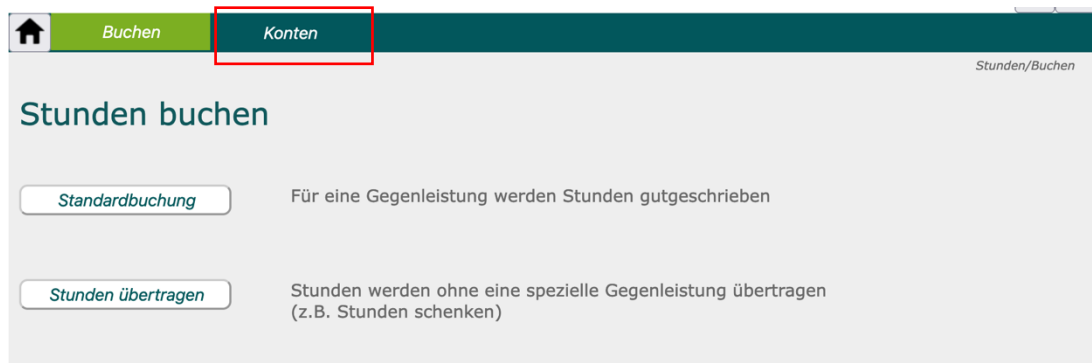 Buchen Konten
Stunden/Buchen
Stunden buchen
Standardbuchung Für eine Gegenleistung werden Stunden gutgeschrieben
Stunden übertragen Stunden werden ohne eine spezielle Gegenleistung übertragen
(z.B. Stunden schenken)